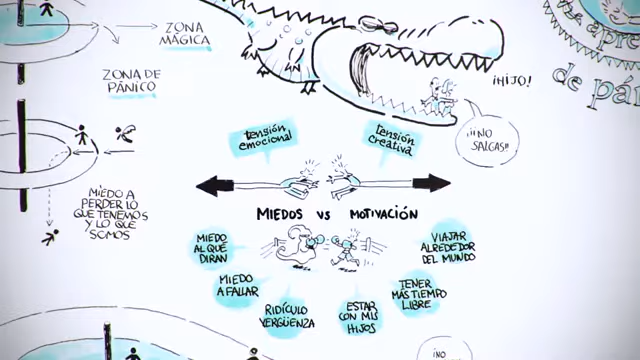 ZONA
MÁGICA
ZONA DE
PÁNICO
¡HIJO!
¡¡NO
SALGAS!!
tensión
emocional
tensión
creativa
MIEDO A
PERDER LO
QUE TENEMOS
Y LO QUE
SOMOS
MIEDOS VS MOTIVACIÓN
MIEDO
AL QUÉ
DIRAN
MIEDO
A FALLAR
RIDÍCULO
VERGÜENZA
ESTAR
CON MIS
HIJOS
TENER
MÁS TIEMPO
LIBRE
VIAJAR
ALREDEDOR
DEL MUNDO
de
¡NO